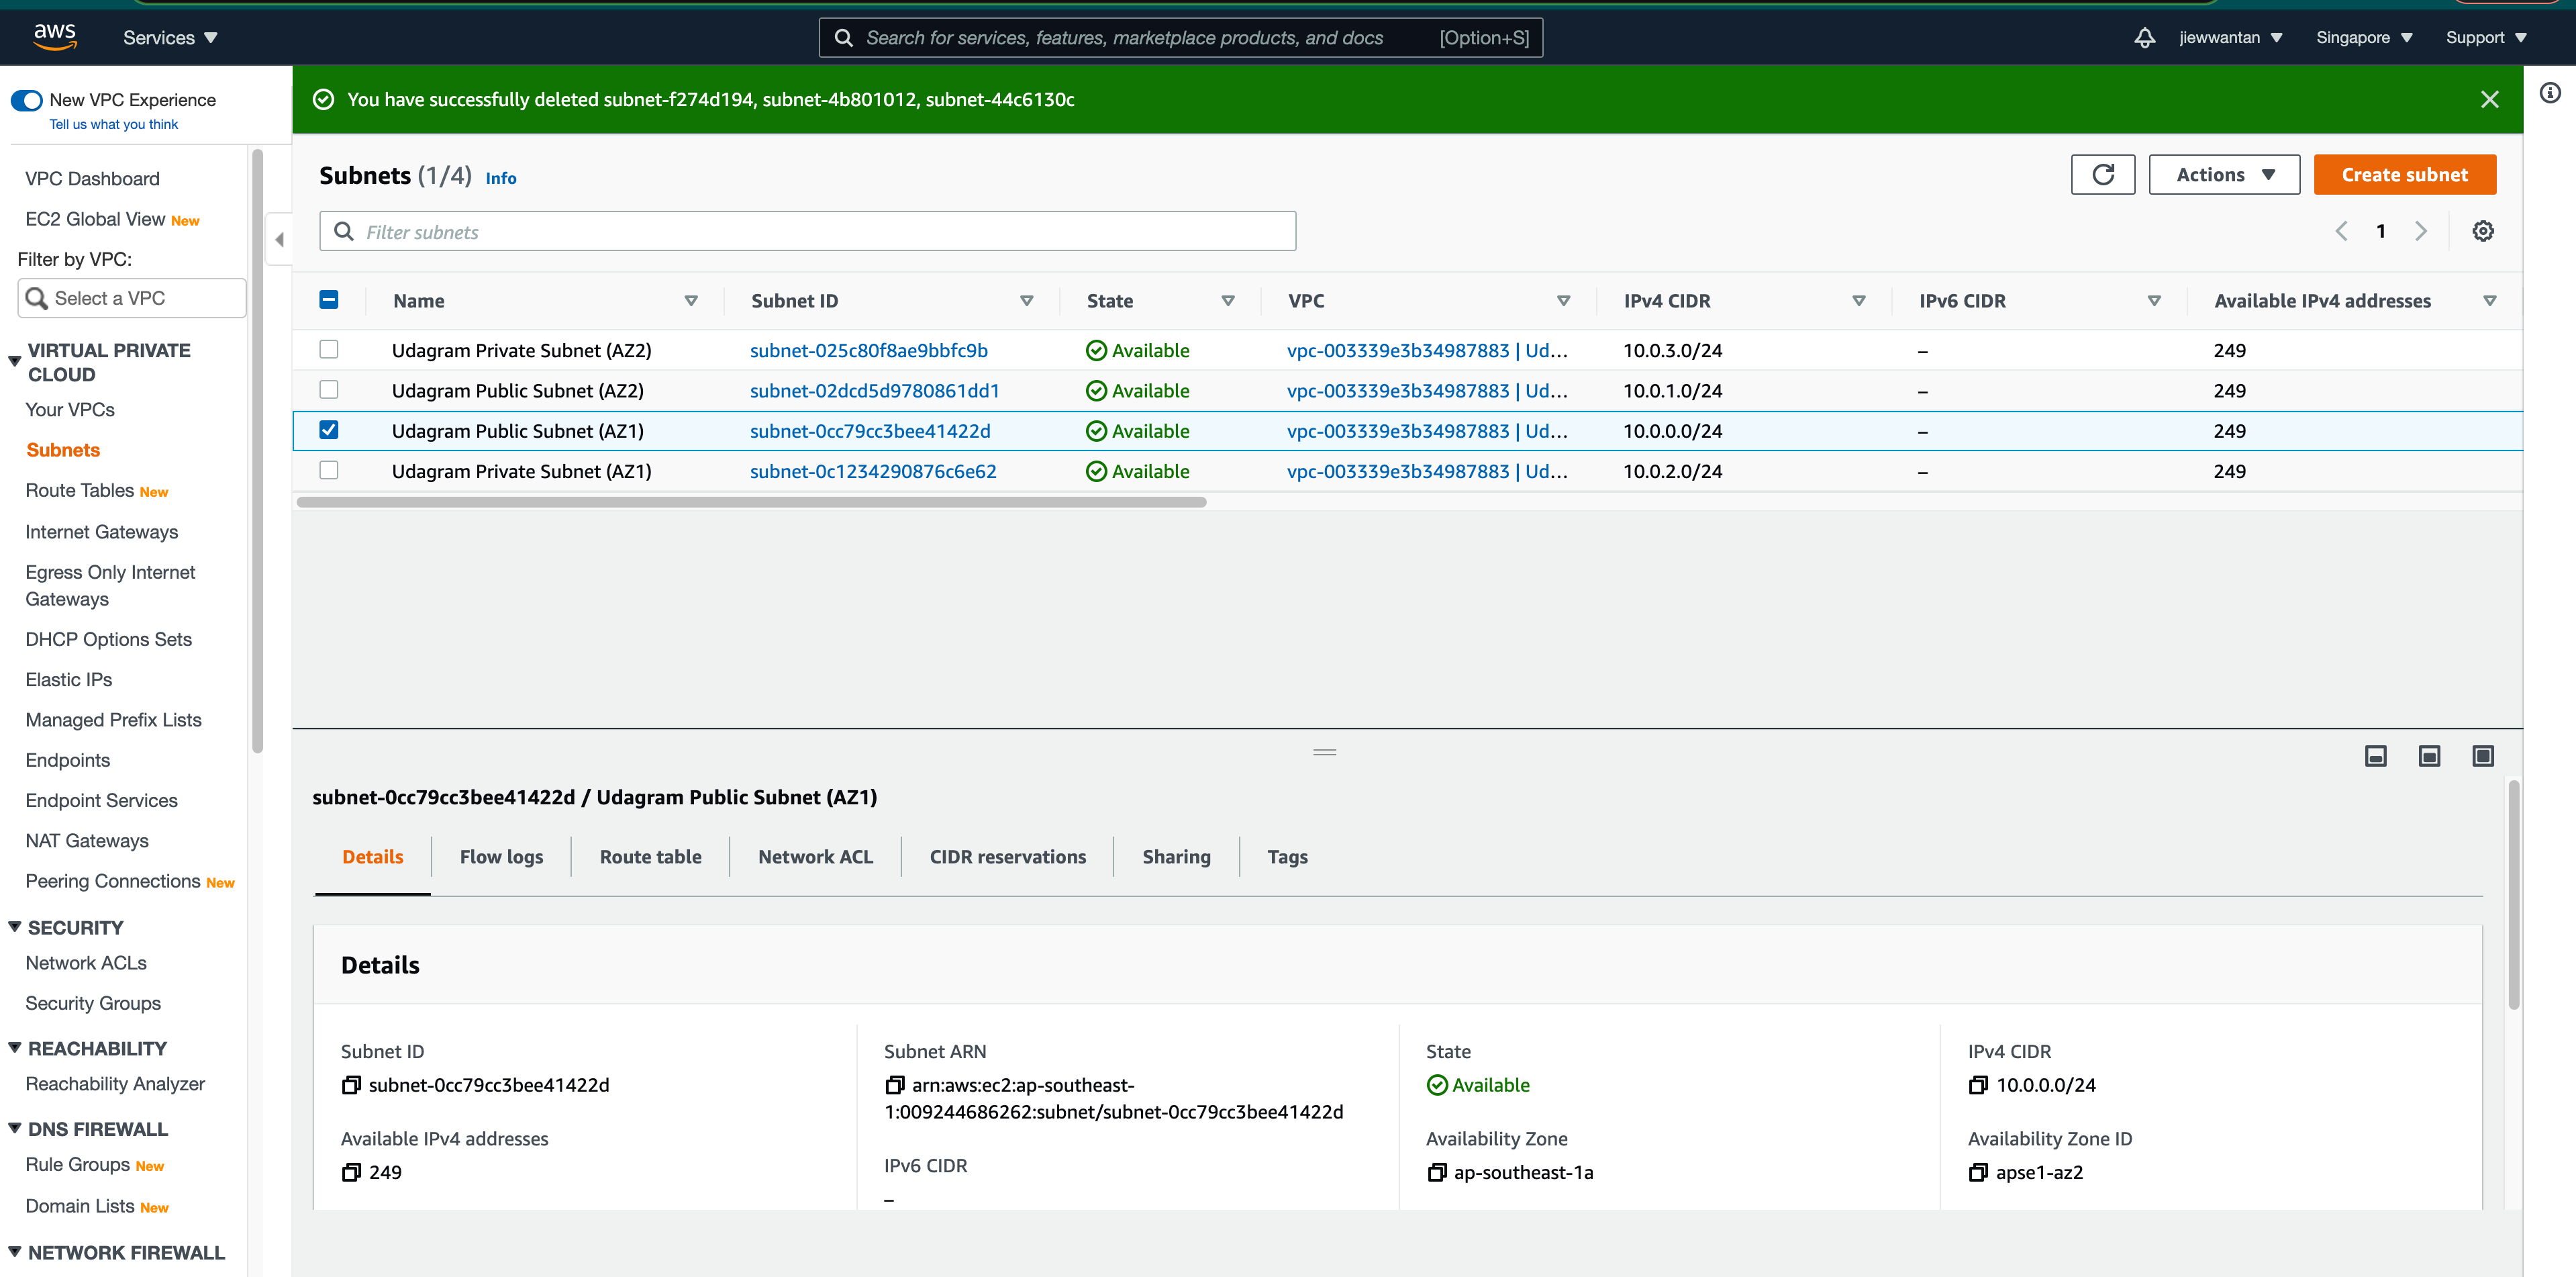 aws
Services
Search for services, features, marketplace products, and docs [Option+S]
jiewwantan
Singapore
Support
New VPC Experience
Tell us what you think
VPC Dashboard
EC2 Global View New
Filter by VPC:
Select a VPC
VIRTUAL PRIVATE
CLOUD
Your VPCs
Subnets
Route Tables New
Internet Gateways
Egress Only Internet
Gateways
DHCP Options Sets
Elastic IPs
Managed Prefix Lists
Endpoints
Endpoint Services
NAT Gateways
Peering Connections New
SECURITY
Network ACLs
Security Groups
REACHABILITY
Reachability Analyzer
DNS FIREWALL
Rule Groups New
Domain Lists New
NETWORK FIREWALL
You have successfully deleted subnet-f274d194, subnet-4b801012, subnet-44c6130c
Subnets (1/4) Info
Actions
Create subnet
Filter subnets
1
Name Subnet ID State VPC IPv4 CIDR IPv6 CIDR Available IPv4 addresses
Udagram Private Subnet (AZ2) subnet-025c80f8ae9bbfc9b Available vpc-003339e3b34987883 | Ud... 10.0.3.0/24 – 249
Udagram Public Subnet (AZ2) subnet-02dcd5d9780861dd1 Available vpc-003339e3b34987883 | Ud... 10.0.1.0/24 – 249
Udagram Public Subnet (AZ1) subnet-0cc79cc3bee41422d Available vpc-003339e3b34987883 | Ud... 10.0.0.0/24 – 249
Udagram Private Subnet (AZ1) subnet-0c1234290876c6e62 Available vpc-003339e3b34987883 | Ud... 10.0.2.0/24 – 249
subnet-0cc79cc3bee41422d / Udagram Public Subnet (AZ1)
Details Flow logs Route table Network ACL CIDR reservations Sharing Tags
Details
Subnet ID
subnet-0cc79cc3bee41422d
Available IPv4 addresses
249
Subnet ARN
arn:aws:ec2:ap-southeast-
1:009244686262:subnet/subnet-0cc79cc3bee41422d
IPv6 CIDR
–
State
Available
Availability Zone
ap-southeast-1a
IPv4 CIDR
10.0.0.0/24
Availability Zone ID
apse1-az2